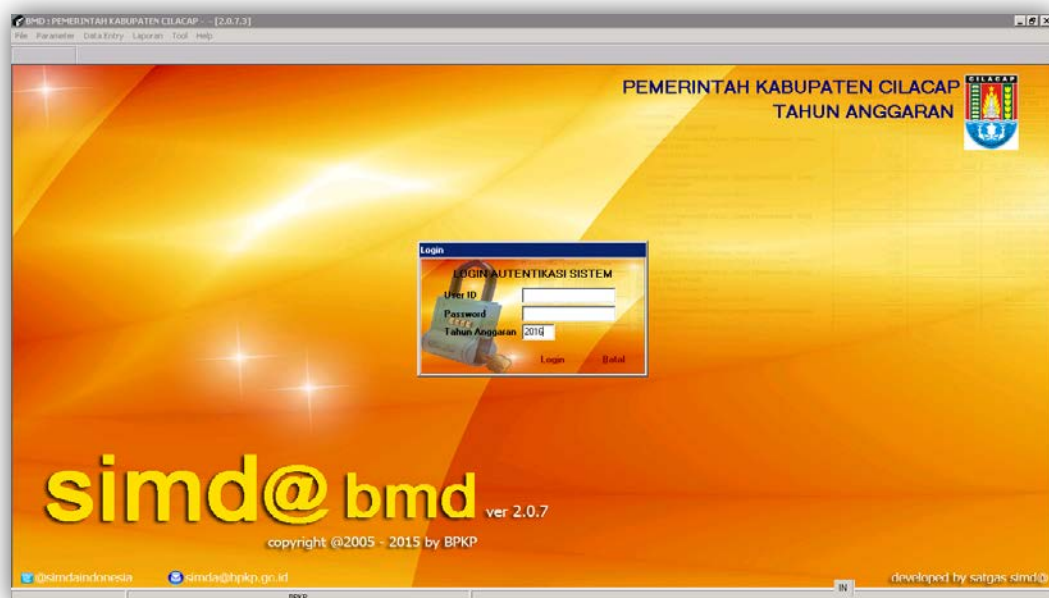 BMD : PEMERINTAH KABUPATEN CILACAP - - [2.0.7.3]
File Parameter Data Entry Laporan Tool Help
PEMERINTAH KABUPATEN CILACAP
TAHUN ANGGARAN
CILACAP
Login
LOGIN AUTENTIKASI SISTEM
User ID
Password
Tahun Anggaran 2016
Login Batal
simd@ bmd ver 2.0.7
copyright @2005 - 2015 by BPKP
@simdaindonesia simda@bpkp.go.id developed by satgas simd@
IN
BPKP